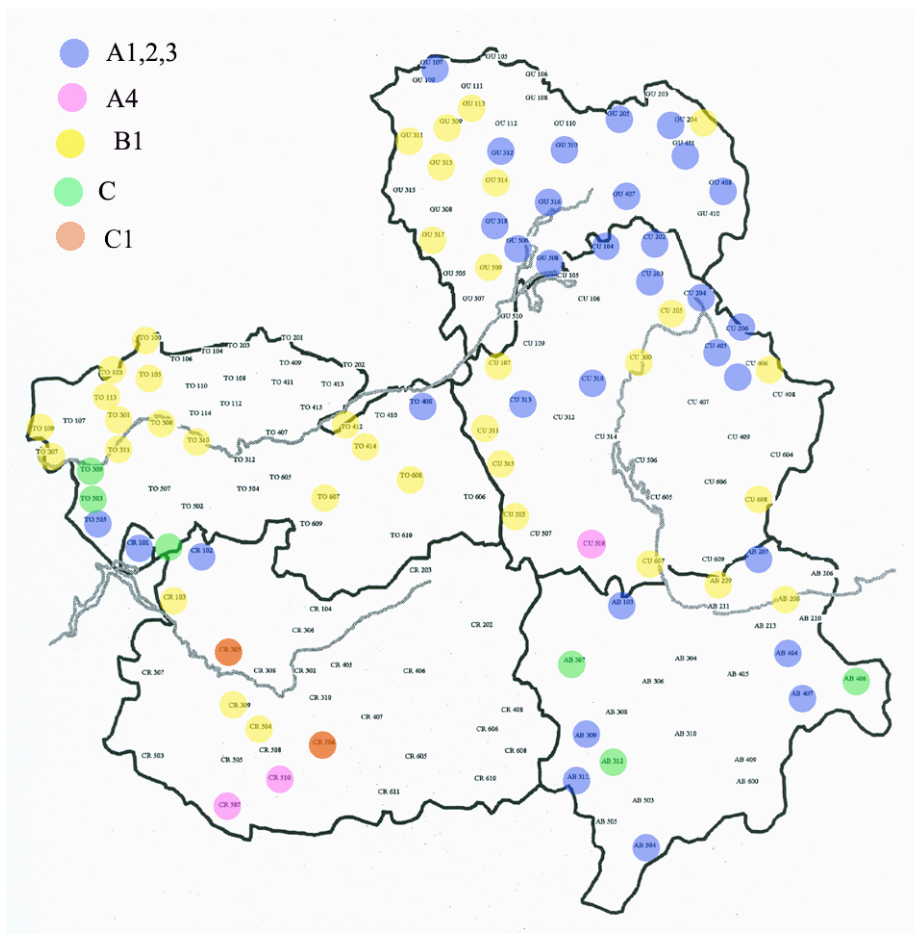 A1,2,3
A4
B1
C
C1
GU 105
GU 107
GU 106
GU 109
GU 111
GU 108
GU 203
GU 113
GU 205
GU 204
GU 309
GU 112
GU 110
GU 311
GU 401
GU 312
GU 310
GU 313
GU 314
GU 408
GU 315
GU 407
GU 316
GU 308
GU 410
GU 318
GU 317
GU 506
CU 202
CU 104
GU 508
GU 509
GU 505
CU 105
CU 203
GU 507
CU 106
CU 204
GU 510
CU 205
CU 206
TO 100
TO 201
TO 104
TO 203
TO 106
CU 109
CU 405
TO 409
TO 202
CU 107
CU 300
CU 406
TO 103
TO 105
TO 108
TO 411
TO 413
TO 110
CU 310
CU 408
TO 113
TO 112
TO 415
TO 408
CU 313
CU 407
TO 301
TO 114
TO 410
CU 312
TO 107
TO 308
TO 412
TO 109
TO 407
CU 311
CU 314
CU 409
TO 310
TO 414
TO 307
TO 311
TO 312
CU 315
CU 506
CU 604
TO 309
TO 605
TO 608
TO 507
TO 504
CU 606
TO 503
TO 607
TO 606
CU 605
CU 608
TO 502
CU 505
TO 505
TO 609
TO 610
CU 507
CR 101
CR 102
CU 508
CU 607
CU 609
AB 207
CR 203
AB 206
AB 209
CR 103
CR 104
AB 103
AB 211
AB 208
AB 210
CR 202
AB 213
CR 306
CR 305
AB 404
AB 307
AB 304
CR 307
CR 308
CR 302
CR 405
CR 406
AB 405
AB 306
AB 406
CR 310
AB 407
CR 309
CR 408
AB 308
CR 407
CR 504
CR 606
AB 309
AB 310
CR 506
CR 508
CR 608
CR 503
CR 505
CR 605
AB 312
AB 409
CR 510
CR 610
AB 311
AB 600
CR 611
CR 507
AB 503
AB 505
AB 504